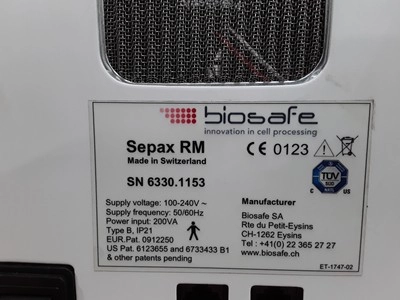 biosafe
innovation in cell processing
Sepax RM
Made in Switzerland
CE 0123
SN 6330.1153
TÜV
C US
Supply voltage: 100-240V ~
Supply frequency: 50/60Hz
Power input: 200VA
Type B, IP21
EUR.Pat. 0912250
US Pat. 6123655 and 6733433 B1
& other patents pending
Manufacturer
Biosafe SA
Rte du Petit-Eysins
CH-1262 Eysins
Tel : +41(0) 22 365 27 27
www.biosafe.ch
ET-1747-02